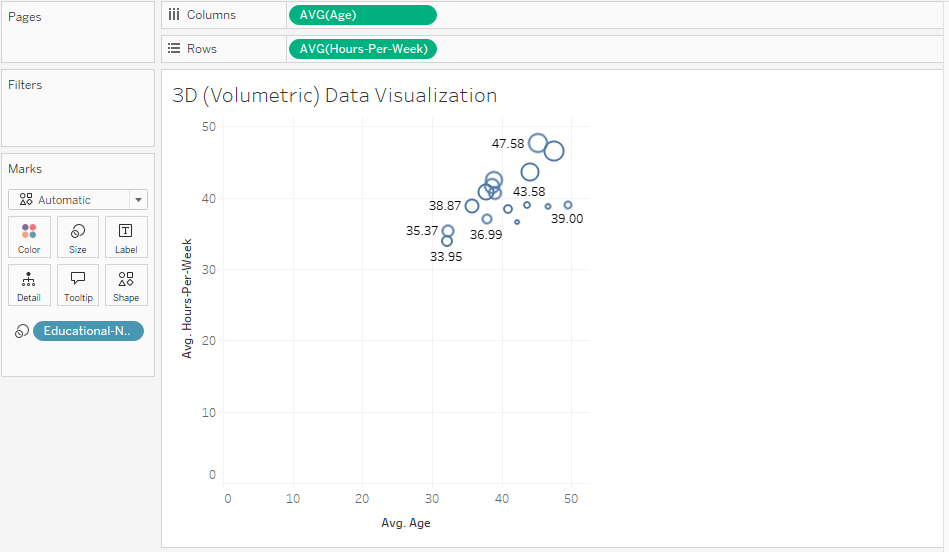 Pages
Columns
AVG(Age)
Rows
AVG(Hours-Per-Week)
Filters
Marks
Automatic
Color
Size
Label
Detail
Tooltip
Shape
Educational-N..
3D (Volumetric) Data Visualization
50
40
30
20
10
0
Avg. Hours-Per-Week
47.58
43.58
38.87
39.00
35.37
36.99
33.95
0
10
20
30
40
50
Avg. Age